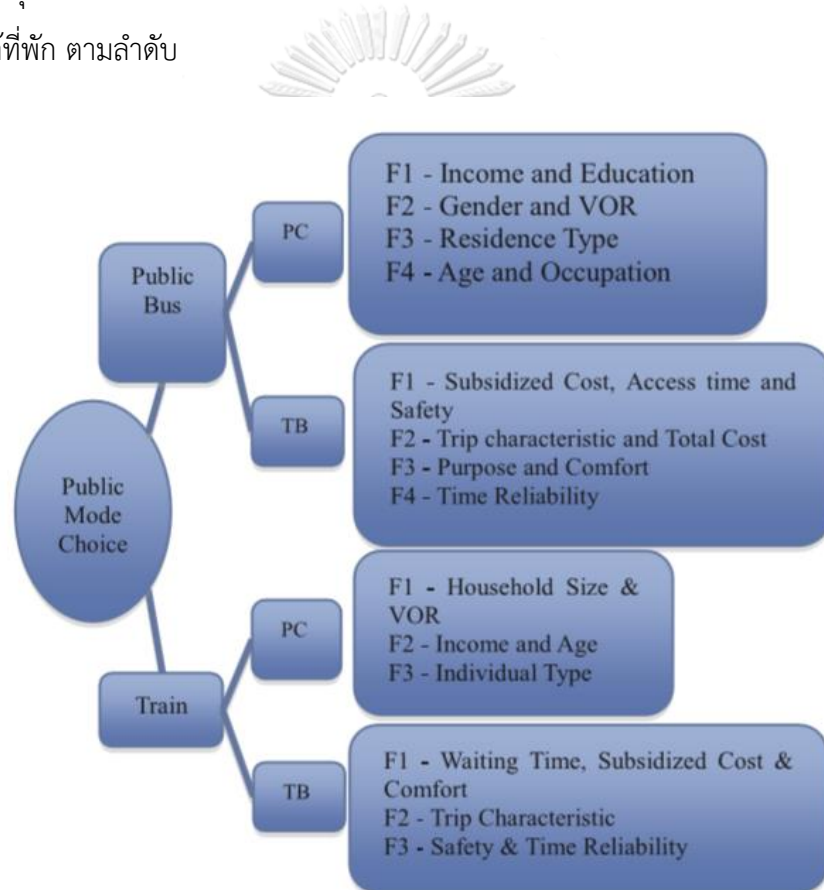 ที่พัก ตามลำดับ
F1 - Income and Education
F2 - Gender and VOR
F3 - Residence Type
F4 - Age and Occupation
PC
Public
Bus
F1 - Subsidized Cost, Access time and
Safety
F2 - Trip characteristic and Total Cost
F3 - Purpose and Comfort
F4 - Time Reliability
TB
Public
Mode
Choice
F1 - Household Size &
VOR
F2 - Income and Age
F3 - Individual Type
PC
Train
F1 - Waiting Time, Subsidized Cost &
Comfort
F2 - Trip Characteristic
F3 - Safety & Time Reliability
TB